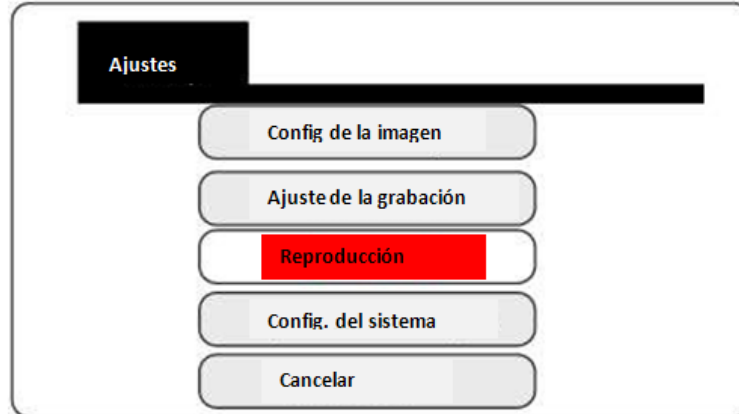 Ajustes
Config de la imagen
Ajuste de la grabación
Reproducción
Config. del sistema
Cancelar